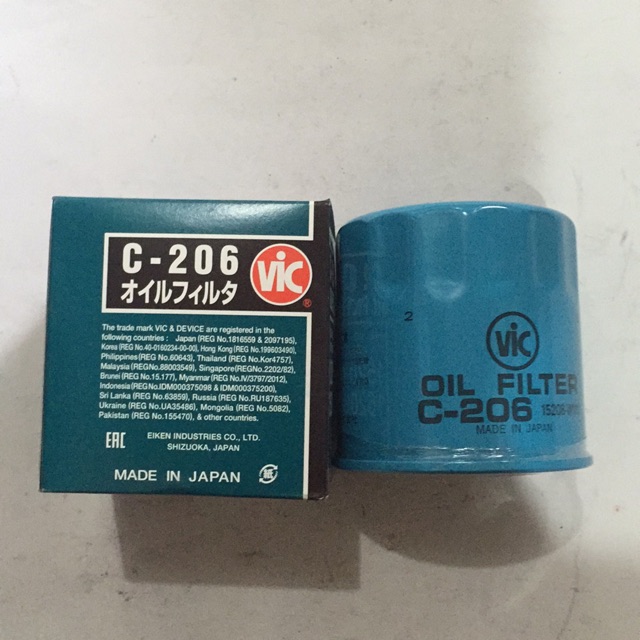 C-206
オイルフィルタ
VIC
®
The trade mark VIC & DEVICE are registered in the
following countries : Japan (REG No.1816559 & 2097195),
Korea (REG No.40-0160234-00-00), Hong Kong (REG No.199603490),
Philippines(REG No.60643), Thailand (REG No.Kor4757),
Malaysia (REG No.88003549), Singapore(REG No.2202/82),
Brunei (REG No.15.177), Myanmar (REG No.IV/3797/2012),
Indonesia(REG No.IDM000375098 & IDM000375200),
Sri Lanka (REG No.63859), Russia (REG No.RU187635),
Ukraine (REG No.UA35486), Mongolia (REG No.5082),
Pakistan (REG No.155470), & other country's
EAC
EIKEN INDUSTRIES CO., LTD.
SHIZUOKA, JAPAN
MADE IN JAPAN
紙
2
VIC
OIL FILTER
C-206
MADE IN JAPAN